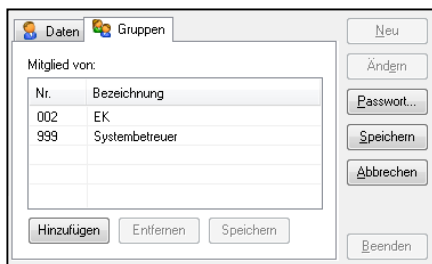 Daten Gruppen
Mitglied von:
Nr. Bezeichnung
002 EK
999 Systembetreuer
Hinzufügen Entfernen Speichern
Neu
Ändern
Passwort...
Speichern
Abbrechen
Beenden